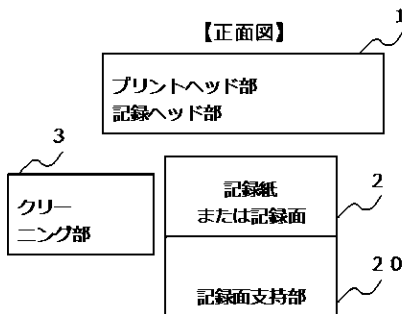 【正面図】
1
プリントヘッド部
記録ヘッド部
3
クリー
ニング部
記録紙
または記録面
2
記録面支持部
20